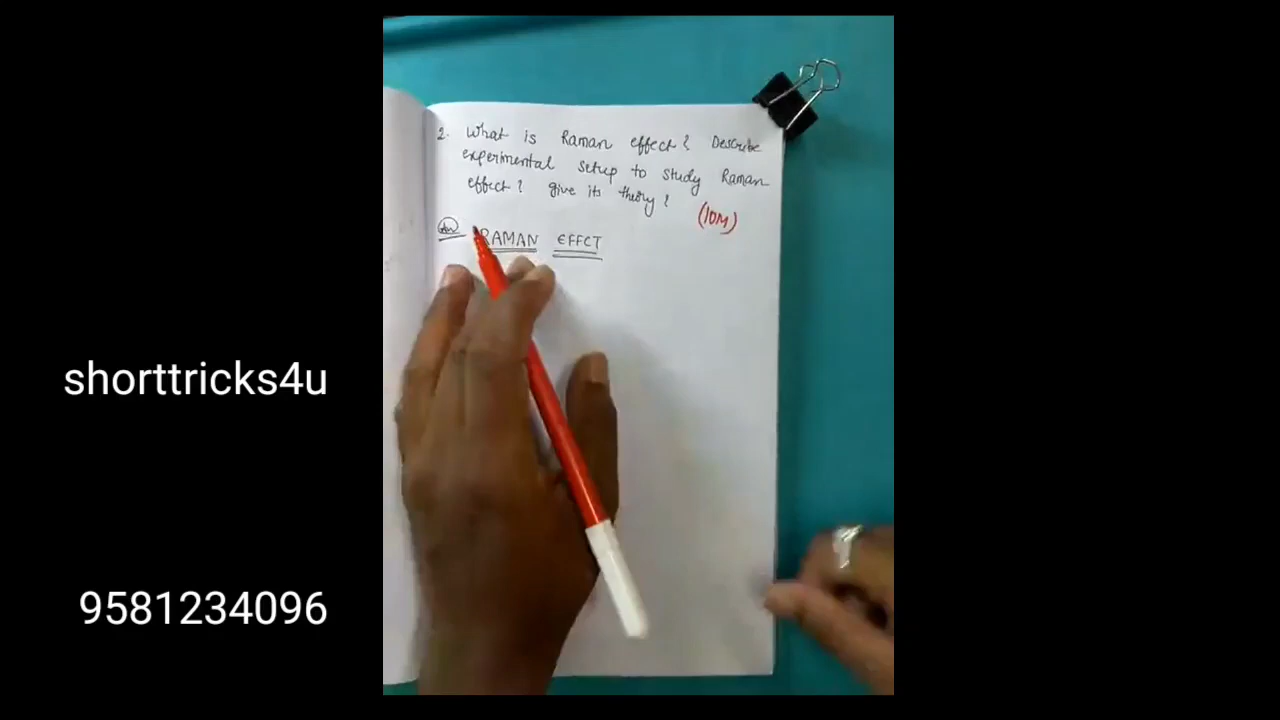 2. What is Raman effect? Describe
experimental setup to study Raman
effect? give its theory?
(10M)
Ans RAMAN EFFCT
shorttricks4u
9581234096